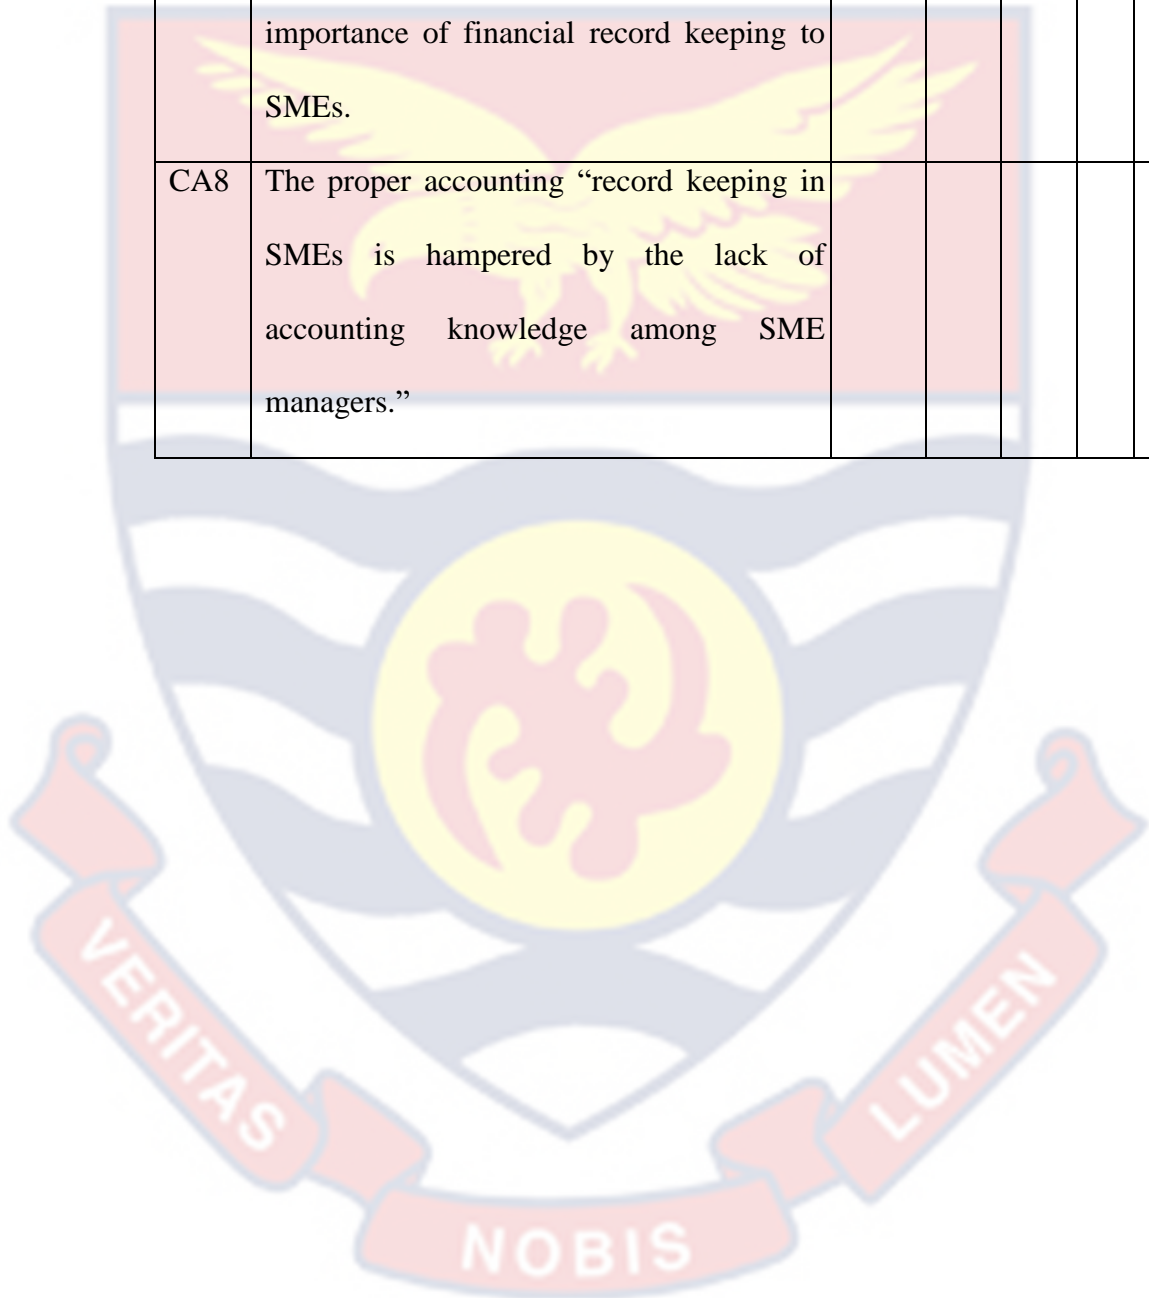 importance of financial record keeping to
SMEs.
CA8 The proper accounting “record keeping in
SMEs is hampered by the lack of
accounting knowledge among SME
managers.”
VERITAS
NOBIS
LUMEN